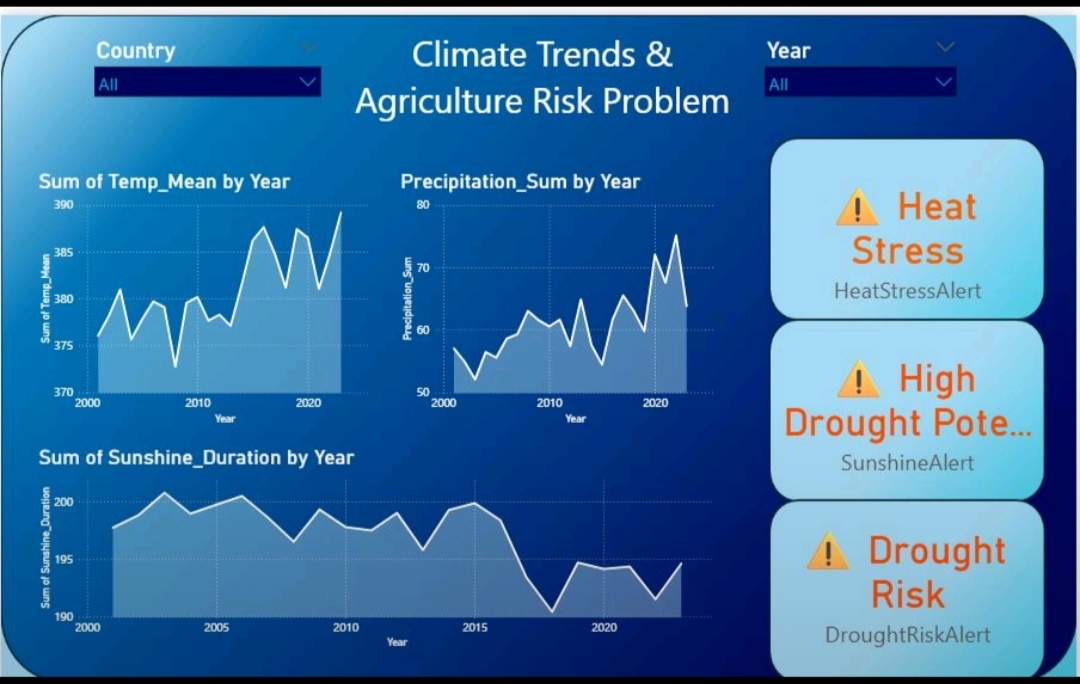 Country
All
Climate Trends &
Agriculture Risk Problem
Year
All
Sum of Temp_Mean by Year
390
385
380
375
370
Sum of Temp_Mean
2000
2010
2020
Year
Precipitation_Sum by Year
80
70
60
50
Precipitation_Sum
2000
2010
2020
Year
Sum of Sunshine_Duration by Year
200
195
190
Sum of Sunshine_Duration
2000
2005
2010
2015
2020
Year
Heat
Stress
HeatStressAlert
High
Drought Pote...
SunshineAlert
Drought
Risk
DroughtRiskAlert